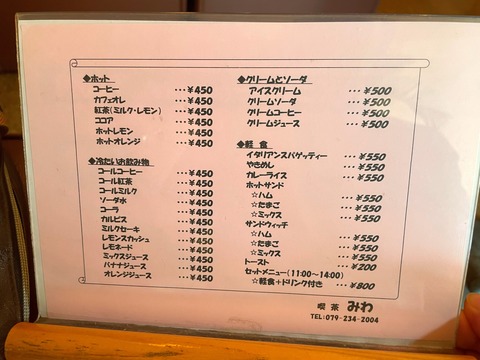 ◆ホット
コーヒー …￥450
カフェオレ …￥450
紅茶(ミルク・レモン) …￥450
ココア …￥450
ホットレモン …￥450
ホットオレンジ …￥450
◆冷たいお飲み物
コールコーヒー …￥450
コール紅茶 …￥450
コールミルク …￥450
ソーダ水 …￥450
コーラ …￥450
カルピス …￥450
ミルクセーキ …￥450
レモンスカッシュ …￥450
レモネード …￥450
ミックスジュース …￥450
バナナジュース …￥450
オレンジジュース …￥450
◆クリームとソーダ
アイスクリーム …￥500
クリームソーダ …￥500
クリームコーヒー …￥500
クリームジュース …￥500
◆軽食
イタリアンスパゲッティー …￥550
やきめし …￥550
カレーライス …￥550
ホットサンド
☆ハム …￥550
☆たまご …￥550
☆ミックス …￥550
サンドウィッチ
☆ハム …￥550
☆たまご …￥550
☆ミックス …￥550
トースト …￥200
セットメニュー(11:00～14:00)
☆軽食+ドリンク付き …￥800
喫茶 みわ
TEL:079-234-2004